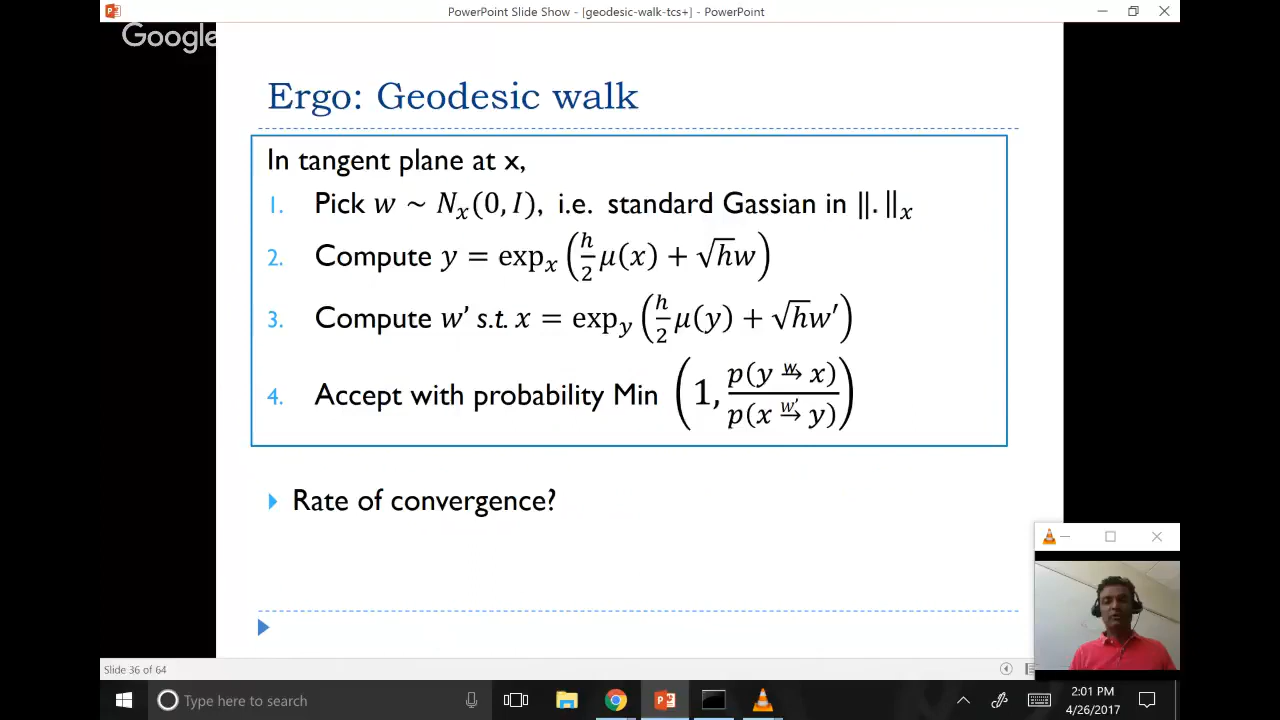 PowerPoint Slide Show - [geodesic-walk-tcs+] - PowerPoint
Google
Ergo: Geodesic walk
In tangent plane at x,
1. Pick w ~ N_x(0, I), i.e. standard Gassian in ‖.‖_x
2. Compute y = exp_x (h/2 μ(x) + √h w)
3. Compute w' s.t. x = exp_y (h/2 μ(y) + √h w')
4. Accept with probability Min (1, p(y →^w x) / p(x →^w' y))
Rate of convergence?
Slide 36 of 64
Type here to search
2:01 PM
4/26/2017